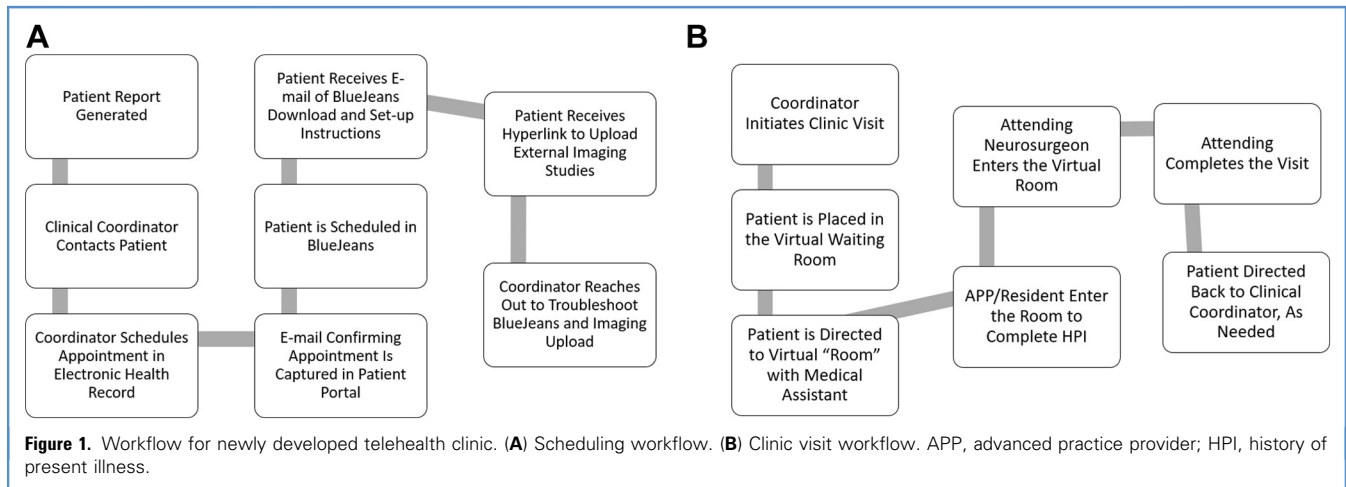 A
Patient Report
Generated
Clinical Coordinator
Contacts Patient
Coordinator Schedules
Appointment in
Electronic Health
Record
E-mail Confirming
Appointment Is
Captured in Patient
Portal
Patient is Scheduled in
BlueJeans
Patient Receives E-
mail of BlueJeans
Download and Set-up
Instructions
Patient Receives
Hyperlink to Upload
External Imaging
Studies
Coordinator Reaches
Out to Troubleshoot
BlueJeans and Imaging
Upload
B
Coordinator
Initiates Clinic Visit
Patient is Placed in
the Virtual Waiting
Room
Patient is Directed
to Virtual “Room”
with Medical
Assistant
APP/Resident Enter
the Room to
Complete HPI
Attending
Neurosurgeon
Enters the Virtual
Room
Attending
Completes the Visit
Patient Directed
Back to Clinical
Coordinator, As
Needed
Figure 1. Workflow for newly developed telehealth clinic. (A) Scheduling workflow. (B) Clinic visit workflow. APP, advanced practice provider; HPI, history of
present illness.